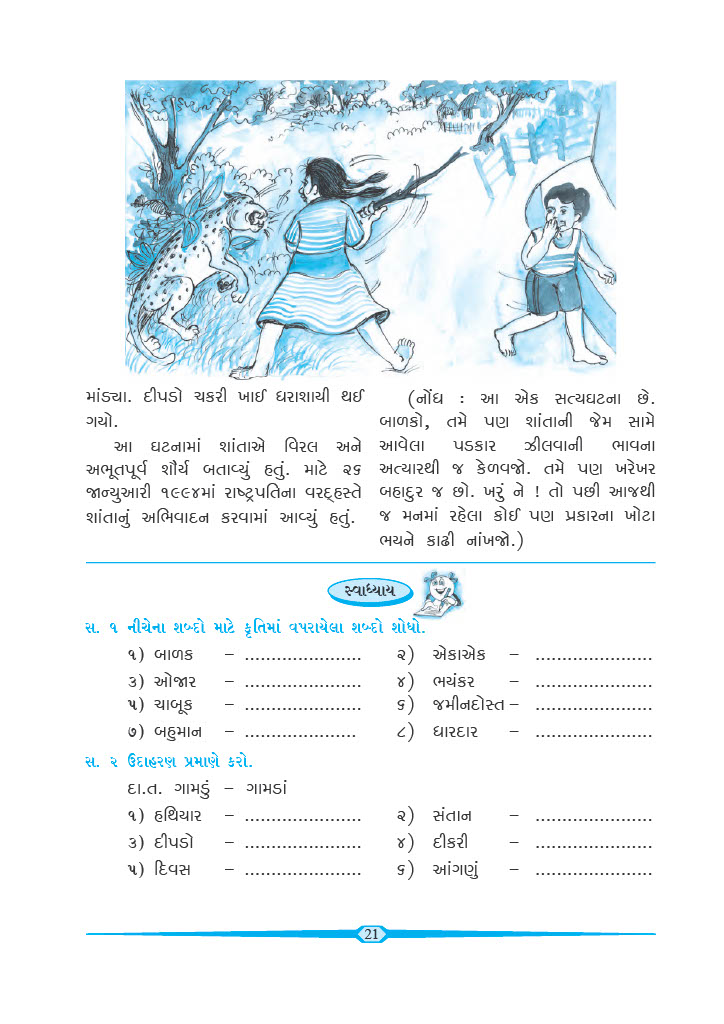 માંડ્યા. દીપડો ચકરી ખાઈ ધરાશાયી થઈ
ગયો.
આ ઘટનામાં શાંતાએ વિરલ અને
અભૂતપૂર્વ શૌર્ય બતાવ્યું હતું. માટે ૨૬
જાન્યુઆરી ૧૯૯૪માં રાષ્ટ્રપતિના વરદ્હસ્તે
શાંતાનું અભિવાદન કરવામાં આવ્યું હતું.
(નોંધ : આ એક સત્યઘટના છે.
બાળકો, તમે પણ શાંતાની જેમ સામે
આવેલા પડકાર ઝીલવાની ભાવના
અત્યારથી જ કેળવજો. તમે પણ ખરેખર
બહાદુર જ છો. ખરું ને ! તો પછી આજથી
જ મનમાં રહેલા કોઈ પણ પ્રકારના ખોટા
ભયને કાઢી નાંખજો.)
સ્વાધ્યાય
સ. ૧ નીચેના શબ્દો માટે કૃતિમાં વપરાયેલા શબ્દો શોધો.
૧) બાળક – ...................... ૨) એકાએક – ......................
૩) ઓજાર – ...................... ૪) ભયંકર – ......................
૫) ચાબૂક – ...................... ૬) જમીનદોસ્ત – ......................
૭) બહુમાન – ..................... ૮) ધારદાર – ......................
સ. ૨ ઉદાહરણ પ્રમાણે કરો.
દા.ત. ગામડું – ગામડાં
૧) હથિયાર – ...................... ૨) સંતાન – ......................
૩) દીપડો – ...................... ૪) દીકરી – ......................
૫) દિવસ – ...................... ૬) આંગણું – ......................
21